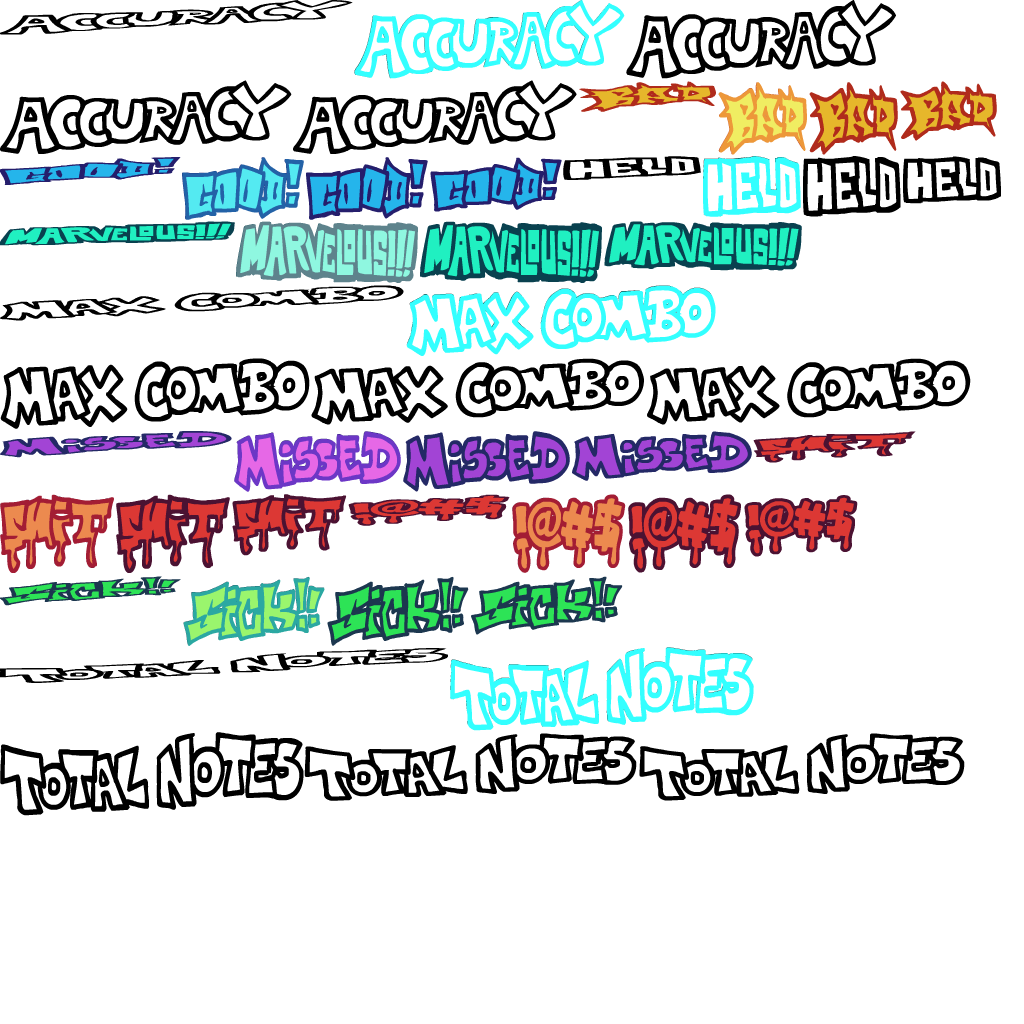 ACCURACY ACCURACY ACCURACY
ACCURACY ACCURACY BAD BAD BAD BAD
GOOD! GOOD! GOOD! GOOD! HELD HELD HELD HELD
MARVELOUS!!! MARVELOUS!!! MARVELOUS!!! MARVELOUS!!!
MAX COMBO MAX COMBO
MAX COMBO MAX COMBO MAX COMBO
MiSSED MiSSED MiSSED MiSSED SHiT
SHiT SHiT SHiT !@#$ !@#$ !@#$ !@#$
SiCK!! SiCK!! SiCK!! SiCK!!
TOTAL NOTES TOTAL NOTES
TOTAL NOTES TOTAL NOTES TOTAL NOTES